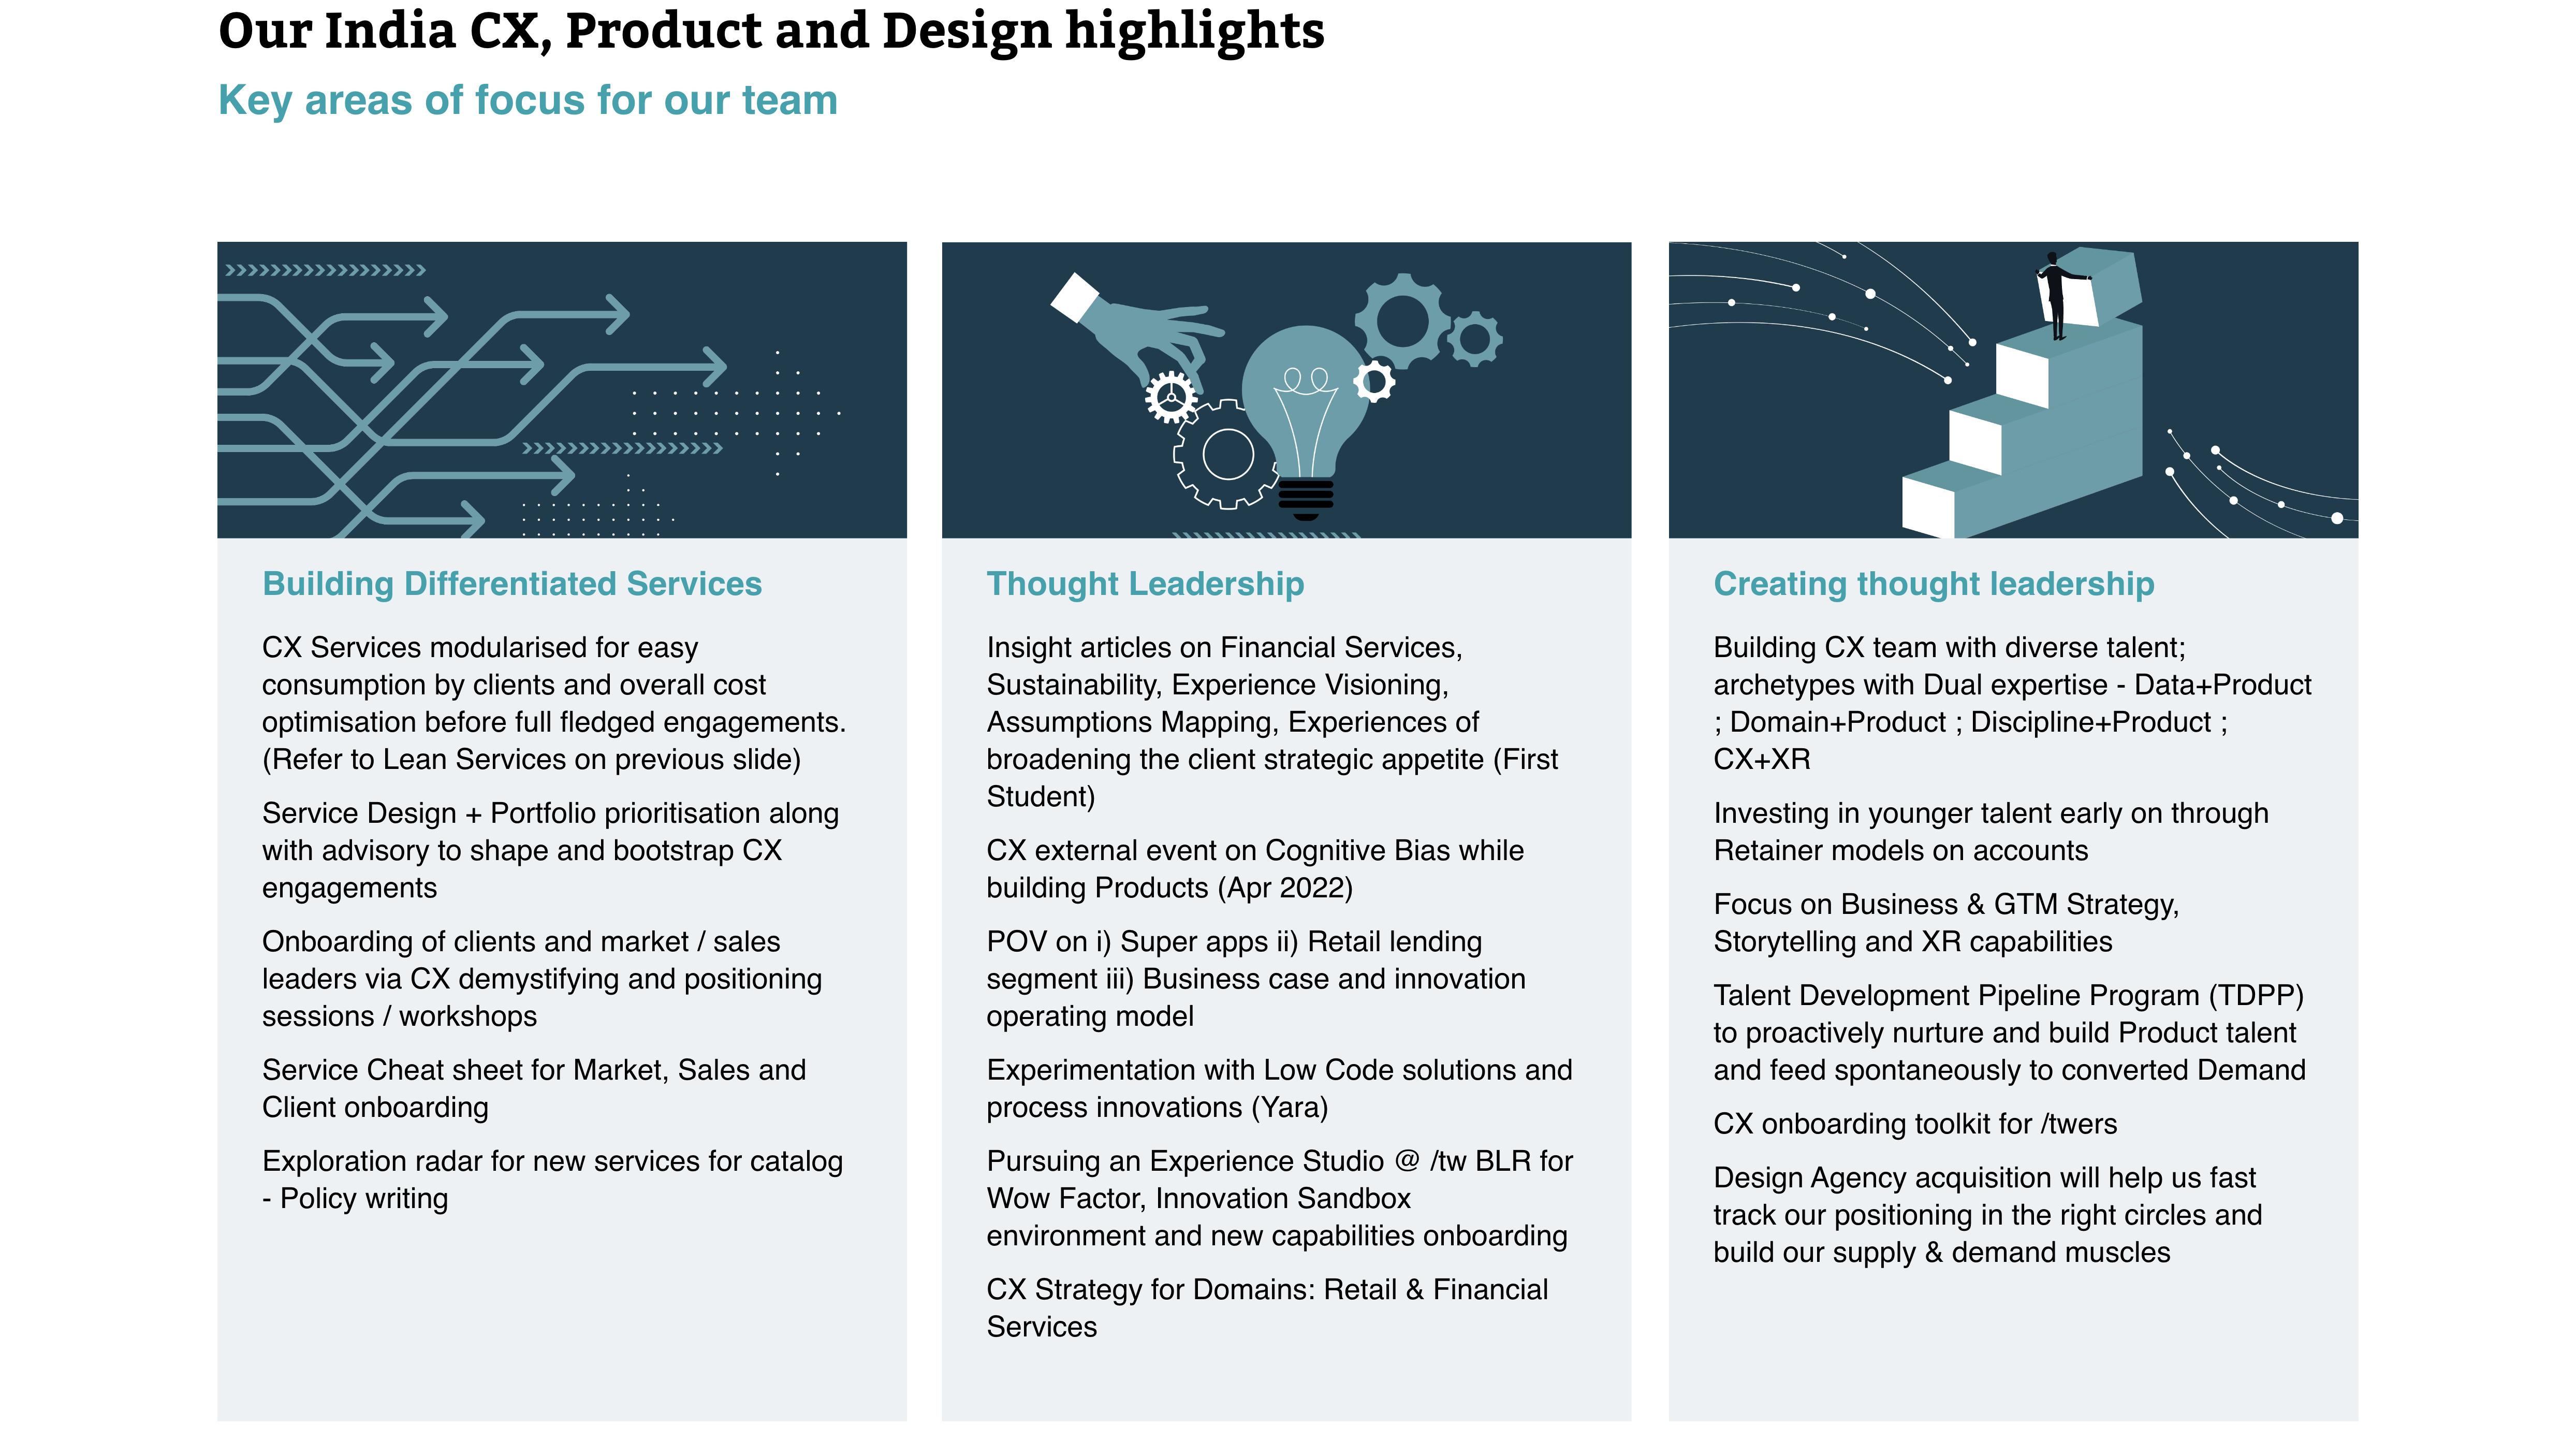 Our India CX, Product and Design highlights
Key areas of focus for our team
Building Differentiated Services
CX Services modularised for easy
consumption by clients and overall cost
optimisation before full fledged engagements.
(Refer to Lean Services on previous slide)
Service Design + Portfolio prioritisation along
with advisory to shape and bootstrap CX
engagements
Onboarding of clients and market / sales
leaders via CX demystifying and positioning
sessions / workshops
Service Cheat sheet for Market, Sales and
Client onboarding
Exploration radar for new services for catalog
- Policy writing
Thought Leadership
Insight articles on Financial Services,
Sustainability, Experience Visioning,
Assumptions Mapping, Experiences of
broadening the client strategic appetite (First
Student)
CX external event on Cognitive Bias while
building Products (Apr 2022)
POV on i) Super apps ii) Retail lending
segment iii) Business case and innovation
operating model
Experimentation with Low Code solutions and
process innovations (Yara)
Pursuing an Experience Studio @ /tw BLR for
Wow Factor, Innovation Sandbox
environment and new capabilities onboarding
CX Strategy for Domains: Retail & Financial
Services
Creating thought leadership
Building CX team with diverse talent;
archetypes with Dual expertise - Data+Product
; Domain+Product ; Discipline+Product ;
CX+XR
Investing in younger talent early on through
Retainer models on accounts
Focus on Business & GTM Strategy,
Storytelling and XR capabilities
Talent Development Pipeline Program (TDPP)
to proactively nurture and build Product talent
and feed spontaneously to converted Demand
CX onboarding toolkit for /twers
Design Agency acquisition will help us fast
track our positioning in the right circles and
build our supply & demand muscles